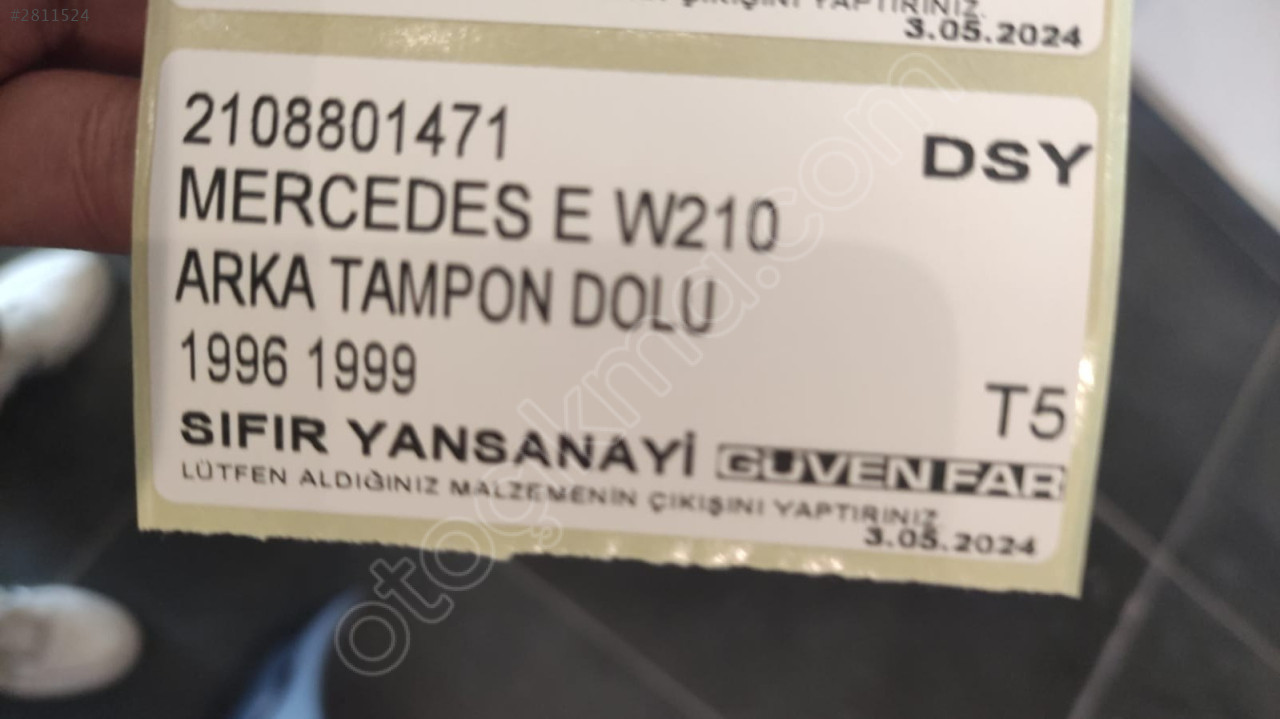 #2811524
YAPTIRINIZ
3.05.2024
2108801471
DSY
MERCEDES E W210
ARKA TAMPON DOLU
1996 1999
T5
SIFIR YANSANAYİ GÜVEN FAR
LÜTFEN ALDIĞINIZ MALZEMENİN ÇIKIŞINI YAPTIRINIZ
3.05.2024
otoçıkma.com